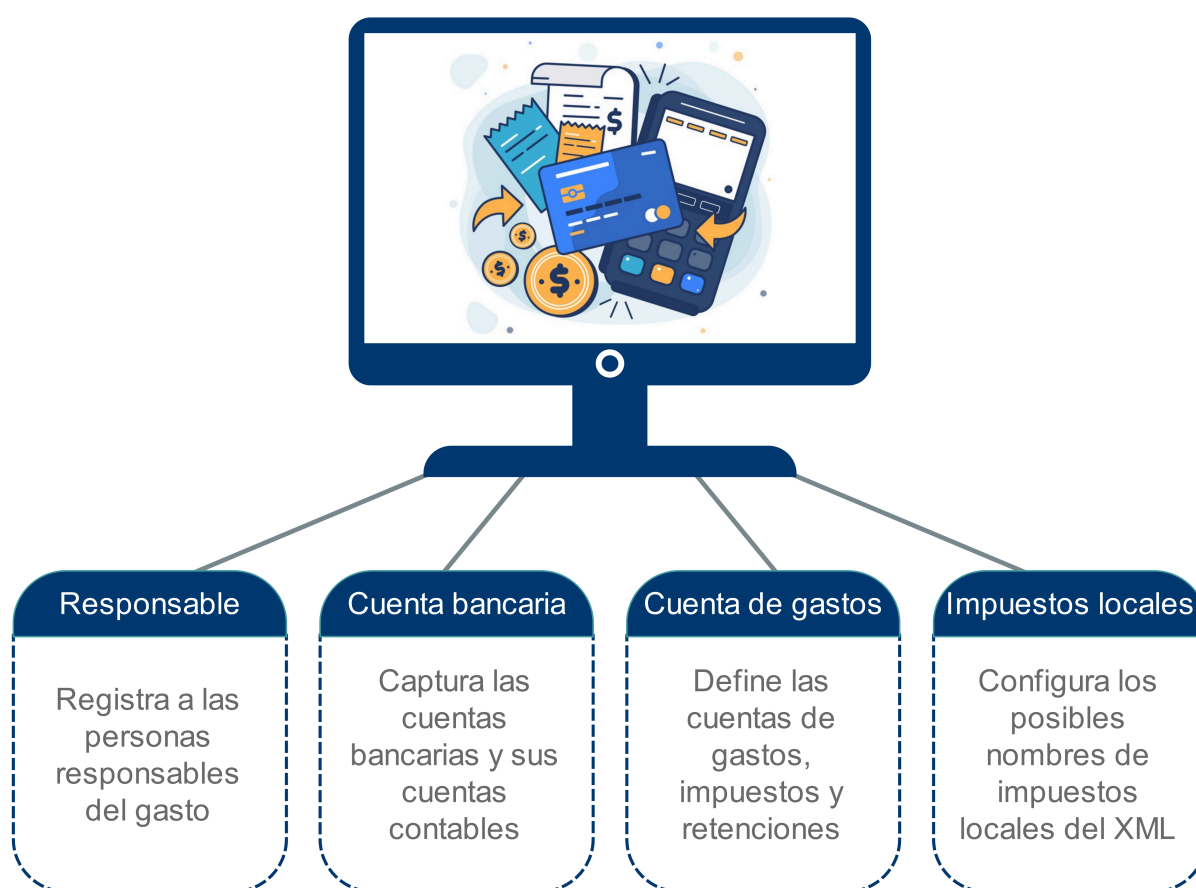 Responsable
Registra a las
personas
responsables
del gasto
Cuenta bancaria
Captura las
cuentas
bancarias y sus
cuentas
contables
Cuenta de gastos
Define las
cuentas de
gastos,
impuestos y
retenciones
Impuestos locales
Configura los
posibles
nombres de
impuestos
locales del XML